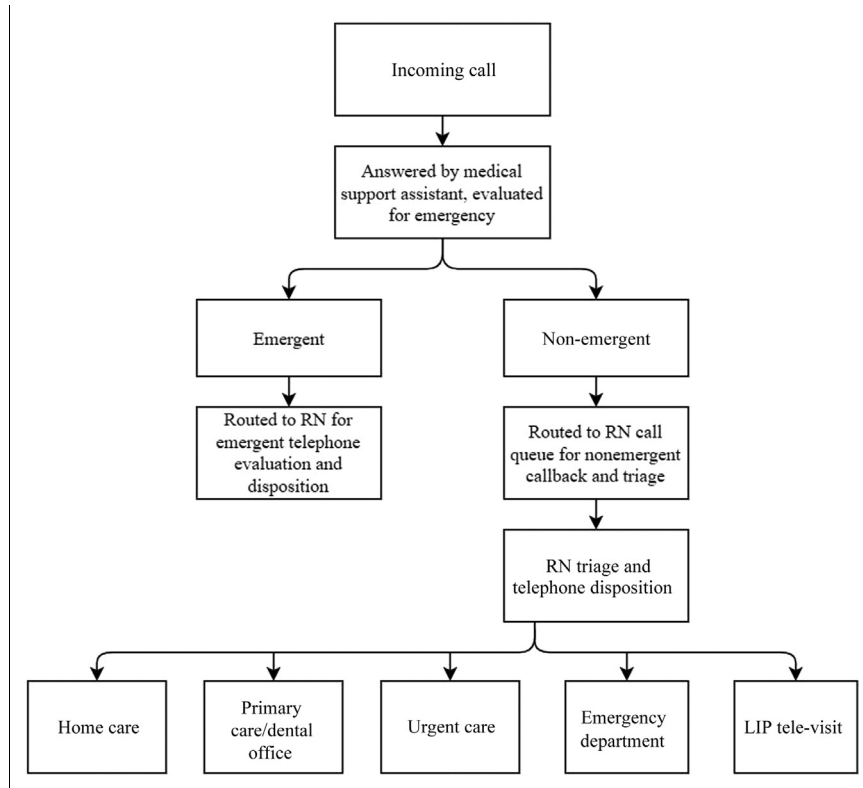 Incoming call
Answered by medical
support assistant, evaluated
for emergency
Emergent
Non-emergent
Routed to RN for
emergent telephone
evaluation and
disposition
Routed to RN call
queue for nonemergent
callback and triage
RN triage and
telephone disposition
Home care
Primary
care/dental
office
Urgent care
Emergency
department
LIP tele-visit